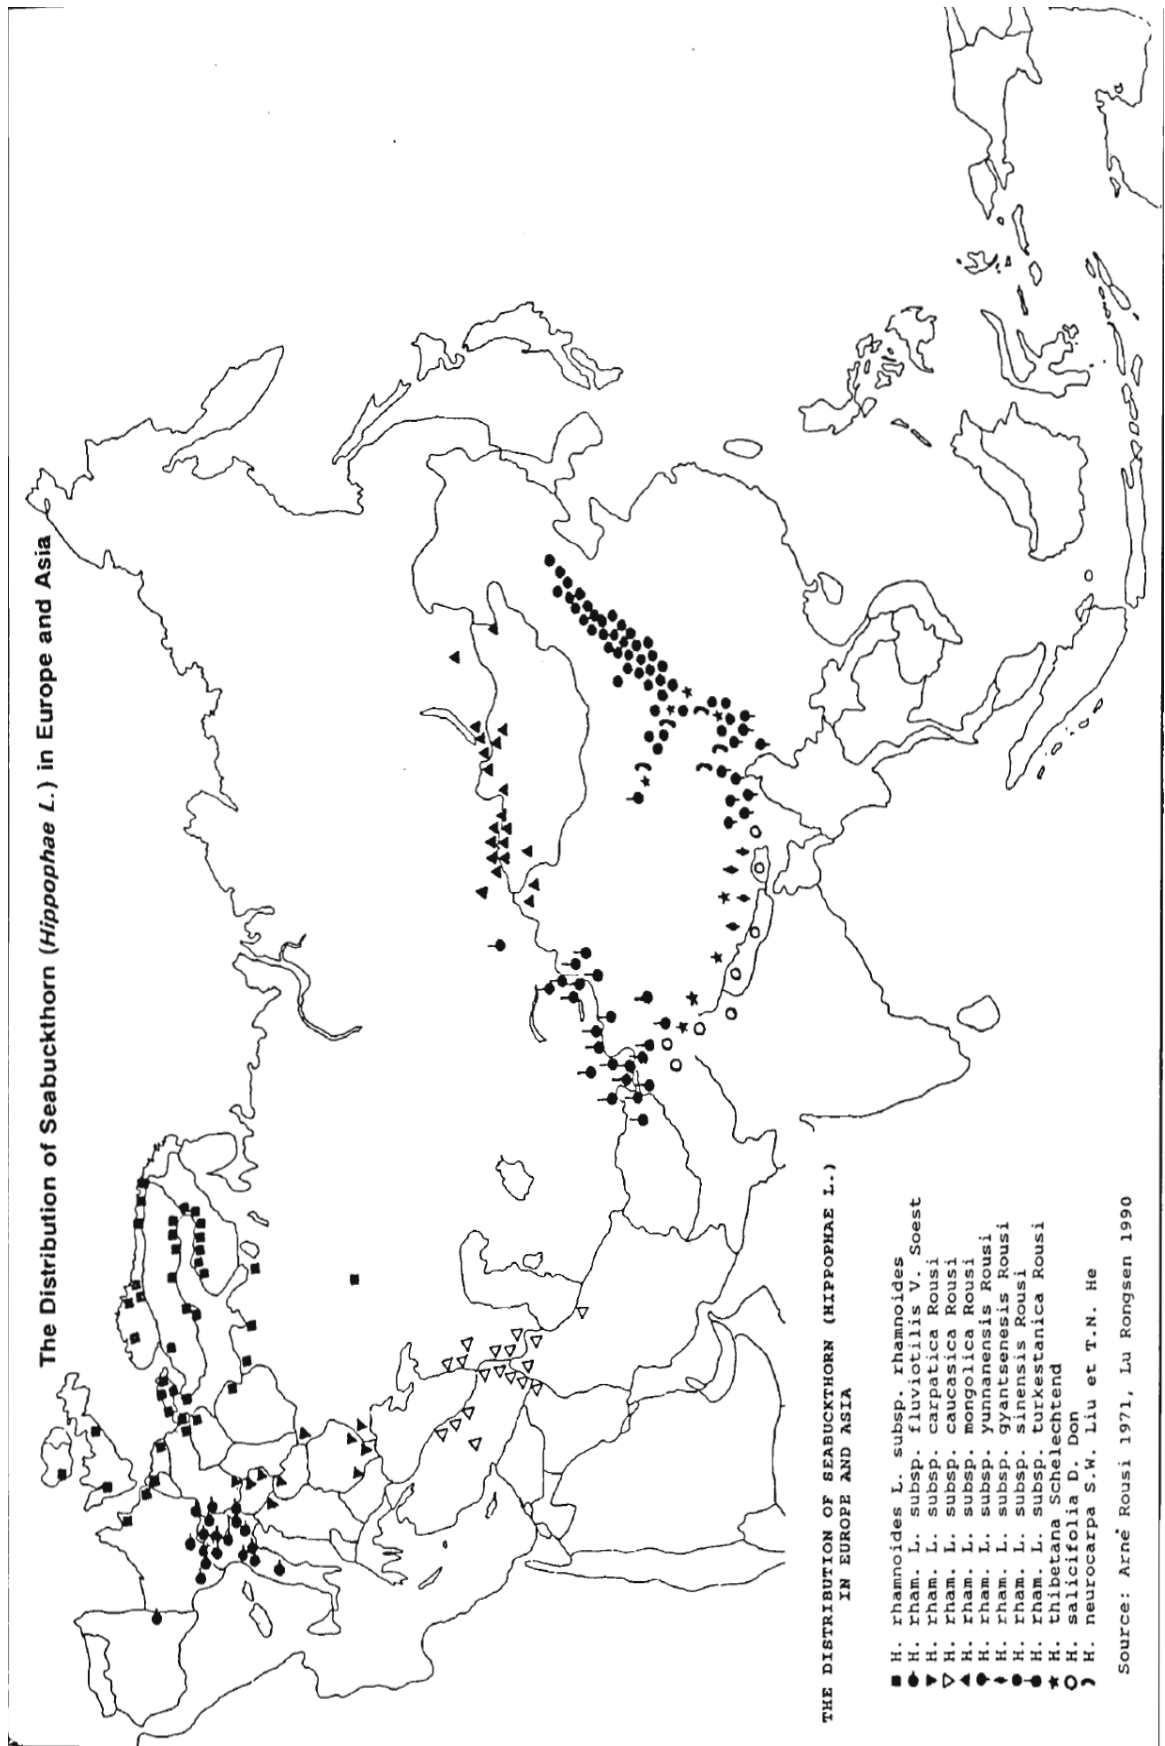 The Distribution of Seabuckthorn (Hippophae L.) in Europe and Asia
THE DISTRIBUTION OF SEABUCKTHORN (HIPPOPHAE L.)
IN EUROPE AND ASIA
H. rhamnoides L. subsp. rhamnoides
H. rham. L. subsp. fluviotilis V. Soest
H. rham. L. subsp. carpatica Rousi
H. rham. L. subsp. caucasica Rousi
H. rham. L. subsp. mongolica Rousi
H. rham. L. subsp. yunnanensis Rousi
H. rham. L. subsp. gyantsenesis Rousi
H. rham. L. subsp. sinensis Rousi
H. rham. L. subsp. turkestanica Rousi
H. thibetana Schelechtend
H. salicifolia D. Don
H. neurocarpa S.W. Liu et T.N. He
Source: Arne Rousi 1971, Lu Rongsen 1990